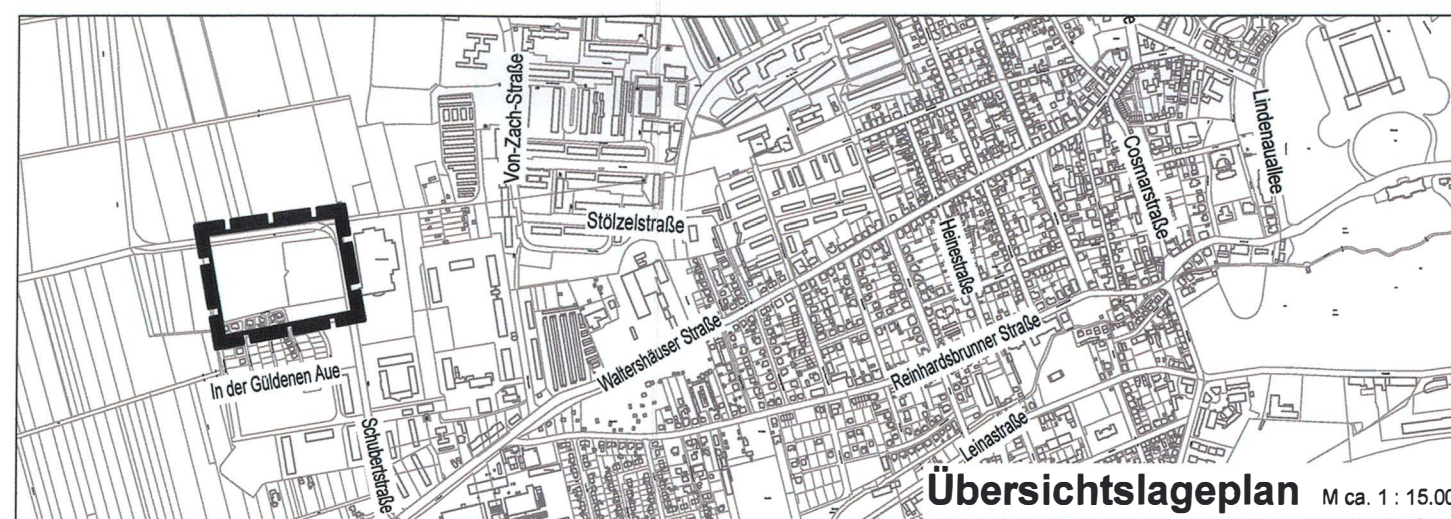 Von-Zach-Straße
Lindenauallee
Cosmarstraße
Stölzelstraße
Heinestraße
Waltershäuser Straße
Reinhardsbrunner Straße
In der Güldenen Aue
Schubertstraße
Leinastraße
Übersichtslageplan M ca. 1 : 15.00